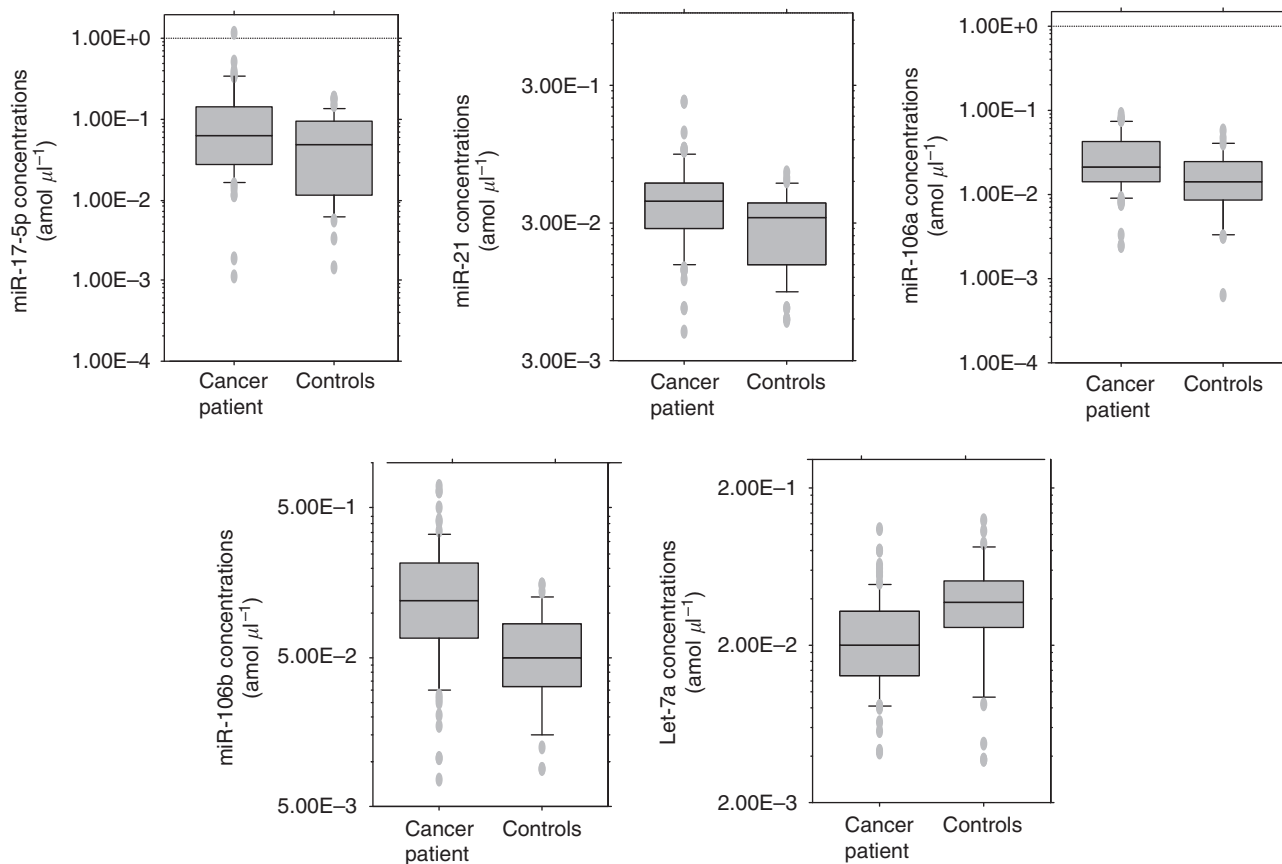 miR-17-5p concentrations
(amol μl⁻¹)
1.00E+0
1.00E–1
1.00E–2
1.00E–3
1.00E–4
Cancer
patient
Controls
miR-21 concentrations
(amol μl⁻¹)
3.00E–1
3.00E–2
3.00E–3
Cancer
patient
Controls
miR-106a concentrations
(amol μl⁻¹)
1.00E+0
1.00E–1
1.00E–2
1.00E–3
1.00E–4
Cancer
patient
Controls
miR-106b concentrations
(amol μl⁻¹)
5.00E–1
5.00E–2
5.00E–3
Cancer
patient
Controls
Let-7a concentrations
(amol μl⁻¹)
2.00E–1
2.00E–2
2.00E–3
Cancer
patient
Controls